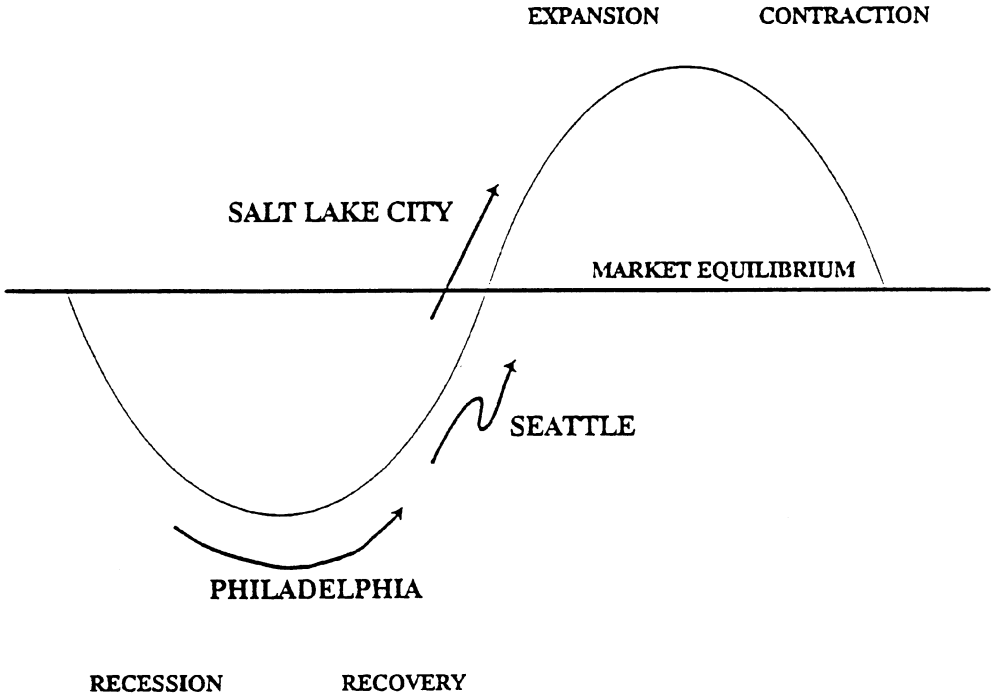 EXPANSION CONTRACTION
SALT LAKE CITY
MARKET EQUILIBRIUM
SEATTLE
PHILADELPHIA
RECESSION RECOVERY